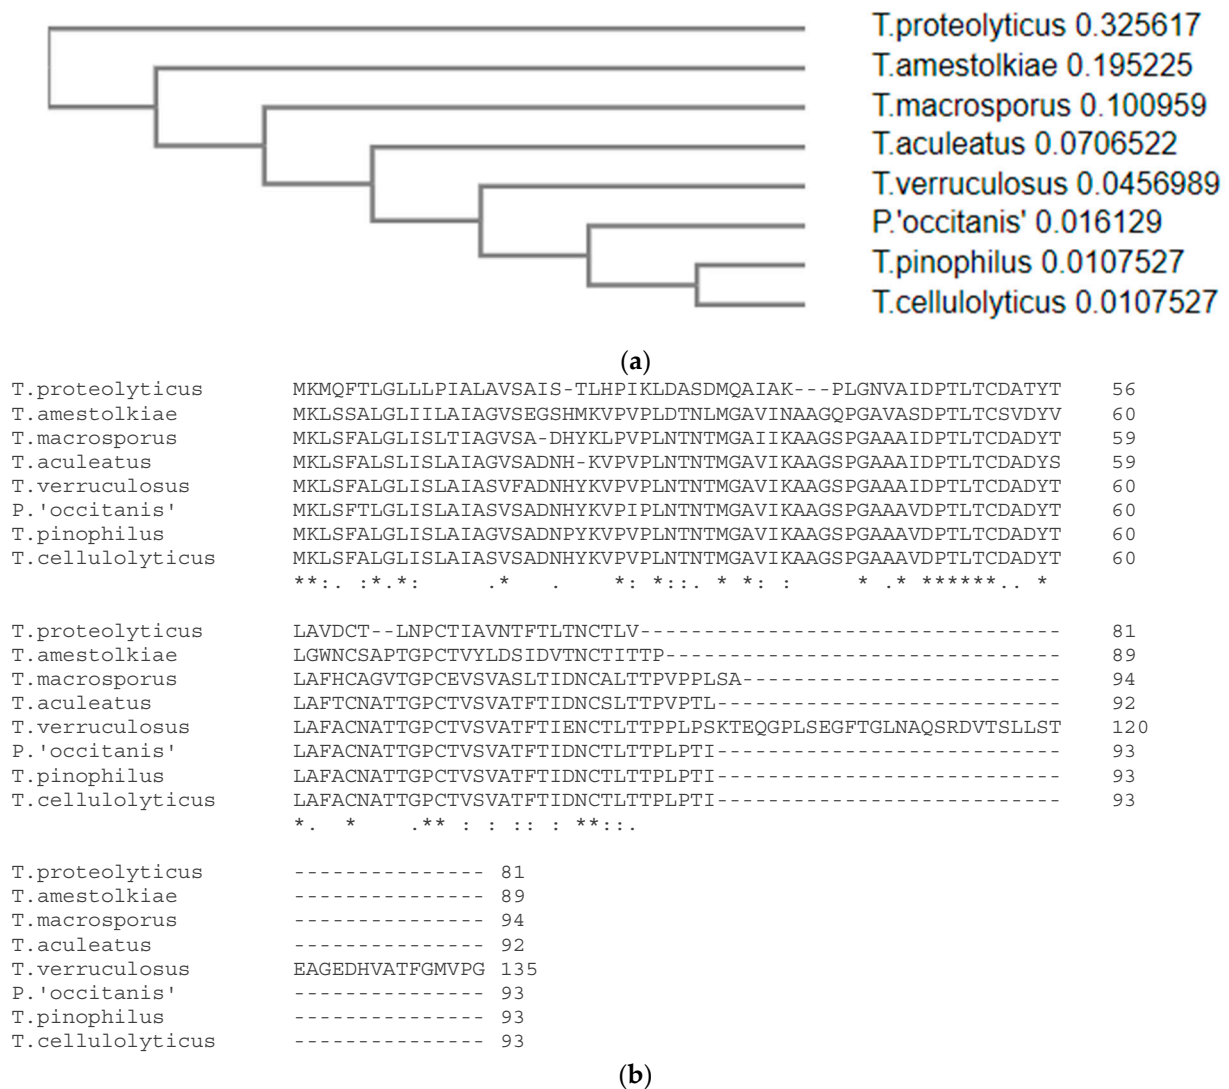 T.proteolyticus 0.325617
T.amestolkiae 0.195225
T.macrosporus 0.100959
T.aculeatus 0.0706522
T.verruculosus 0.0456989
P.'occitanis' 0.016129
T.pinophilus 0.0107527
T.cellulolyticus 0.0107527
(a)
T.proteolyticus MKMQFTLGLLLPIALAVSAIS-TLHPIKLDASDMQAIAK---PLGNVAIDPTLTCDATYT 56
T.amestolkiae MKLSSALGLIILAIAGVSEGSHMKVPVPLDTNLMGAVINAAGQPGAVASDPTLTCSVDYV 60
T.macrosporus MKLSFALGLISLTIAGVSA-DHYKLPVPLNTNTMGAIIKAAGSPGAAAIDPTLTCDADYT 59
T.aculeatus MKLSFALSLISLAIAGVSADNH-KVPVPLNTNTMGAVIKAAGSPGAAAIDPTLTCDADYS 59
T.verruculosus MKLSFALGLISLAIASVFADNHYKVPVPLNTNTMGAVIKAAGSPGAAAIDPTLTCDADYT 60
P.'occitanis' MKLSFTLGLISLAIASVSADNHYKVPIPLNTNTMGAVIKAAGSPGAAAVDPTLTCDADYT 60
T.pinophilus MKLSFALGLISLAIAGVSADNPYKVPVPLNTNTMGAVIKAAGSPGAAAVDPTLTCDADYT 60
T.cellulolyticus MKLSFALGLISLAIASVSADNHYKVPVPLNTNTMGAVIKAAGSPGAAAVDPTLTCDADYT 60
**:. :*.*:     .*    .    *: *::. * *: :     * .* ******.. *
T.proteolyticus LAVDCT--LNPCTIAVNTFTLTNCTLV--------------------------------- 81
T.amestolkiae LGWNCSAPTGPCTVYLDSIDVTNCTITTP------------------------------- 89
T.macrosporus LAFHCAGVTGPCEVSVASLTIDNCALTTPVPPLSA------------------------- 94
T.aculeatus LAFTCNATTGPCTVSVATFTIDNCSLTTPVPTL--------------------------- 92
T.verruculosus LAFACNATTGPCTVSVATFTIENCTLTTPPLPSKTEQGPLSEGFTGLNAQSRDVTSLLST 120
P.'occitanis' LAFACNATTGPCTVSVATFTIDNCTLTTPLPTI--------------------------- 93
T.pinophilus LAFACNATTGPCTVSVATFTIDNCTLTTPLPTI--------------------------- 93
T.cellulolyticus LAFACNATTGPCTVSVATFTIDNCTLTTPLPTI--------------------------- 93
*.  *    .** : : :: : **::.
T.proteolyticus --------------- 81
T.amestolkiae --------------- 89
T.macrosporus --------------- 94
T.aculeatus --------------- 92
T.verruculosus EAGEDHVATFGMVPG 135
P.'occitanis' --------------- 93
T.pinophilus --------------- 93
T.cellulolyticus --------------- 93
(b)